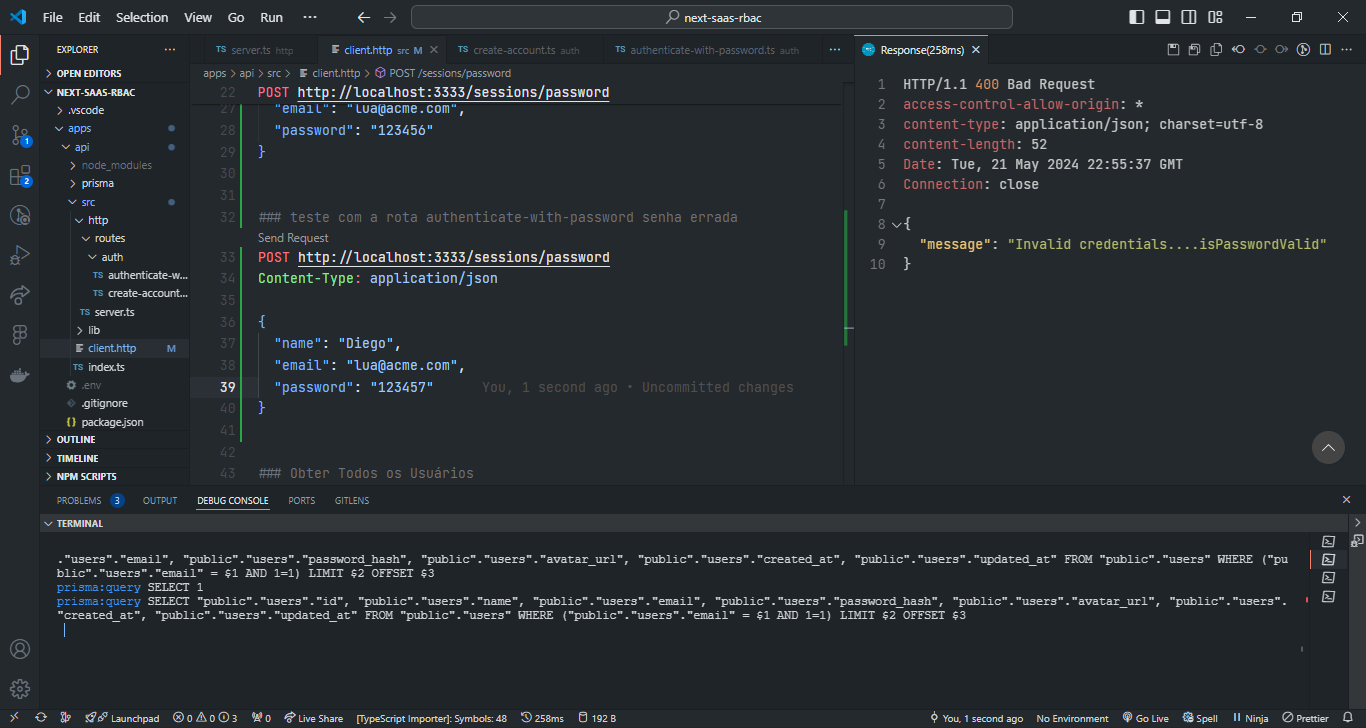 File Edit Selection View Go Run ···
next-saas-rbac
EXPLORER ···
OPEN EDITORS
NEXT-SAAS-RBAC
.vscode
apps
api
node_modules
prisma
src
http
routes
auth
TS authenticate-w...
TS create-account...
TS server.ts
lib
client.http M
TS index.ts
.env
.gitignore
{} package.json
OUTLINE
TIMELINE
NPM SCRIPTS
1
2
TS server.ts http
client.http src M
TS create-account.ts auth
TS authenticate-with-password.ts auth
···
apps > api > src > client.http > POST /sessions/password
22 POST http://localhost:3333/sessions/password
27 "email": "lua@acme.com",
28 "password": "123456"
29 }
30
31
32 ### teste com a rota authenticate-with-password senha errada
Send Request
33 POST http://localhost:3333/sessions/password
34 Content-Type: application/json
35
36 {
37 "name": "Diego",
38 "email": "lua@acme.com",
39 "password": "123457" You, 1 second ago • Uncommitted changes
40 }
41
42
43 ### Obter Todos os Usuários
Response(258ms)
1 HTTP/1.1 400 Bad Request
2 access-control-allow-origin: *
3 content-type: application/json; charset=utf-8
4 content-length: 52
5 Date: Tue, 21 May 2024 22:55:37 GMT
6 Connection: close
7
8 {
9 "message": "Invalid credentials....isPasswordValid"
10 }
PROBLEMS 3 OUTPUT DEBUG CONSOLE PORTS GITLENS
TERMINAL
."users"."email", "public"."users"."password_hash", "public"."users"."avatar_url", "public"."users"."created_at", "public"."users"."updated_at" FROM "public"."users" WHERE ("pu
blic"."users"."email" = $1 AND 1=1) LIMIT $2 OFFSET $3
prisma:query SELECT 1
prisma:query SELECT "public"."users"."id", "public"."users"."name", "public"."users"."email", "public"."users"."password_hash", "public"."users"."avatar_url", "public"."users".
"created_at", "public"."users"."updated_at" FROM "public"."users" WHERE ("public"."users"."email" = $1 AND 1=1) LIMIT $2 OFFSET $3
Launchpad 0 0 3 0 Live Share [TypeScript Importer]: Symbols: 48 258ms 192 B You, 1 second ago No Environment Go Live Spell Ninja Prettier